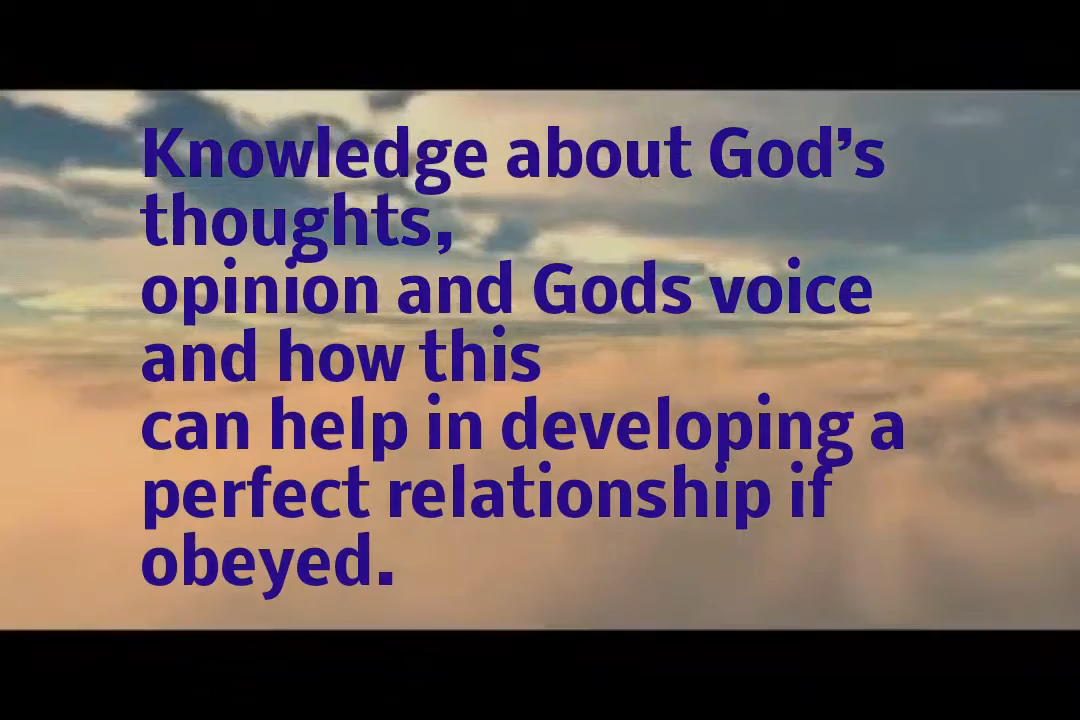 Knowledge about God’s
thoughts,
opinion and Gods voice
and how this
can help in developing a
perfect relationship if
obeyed.